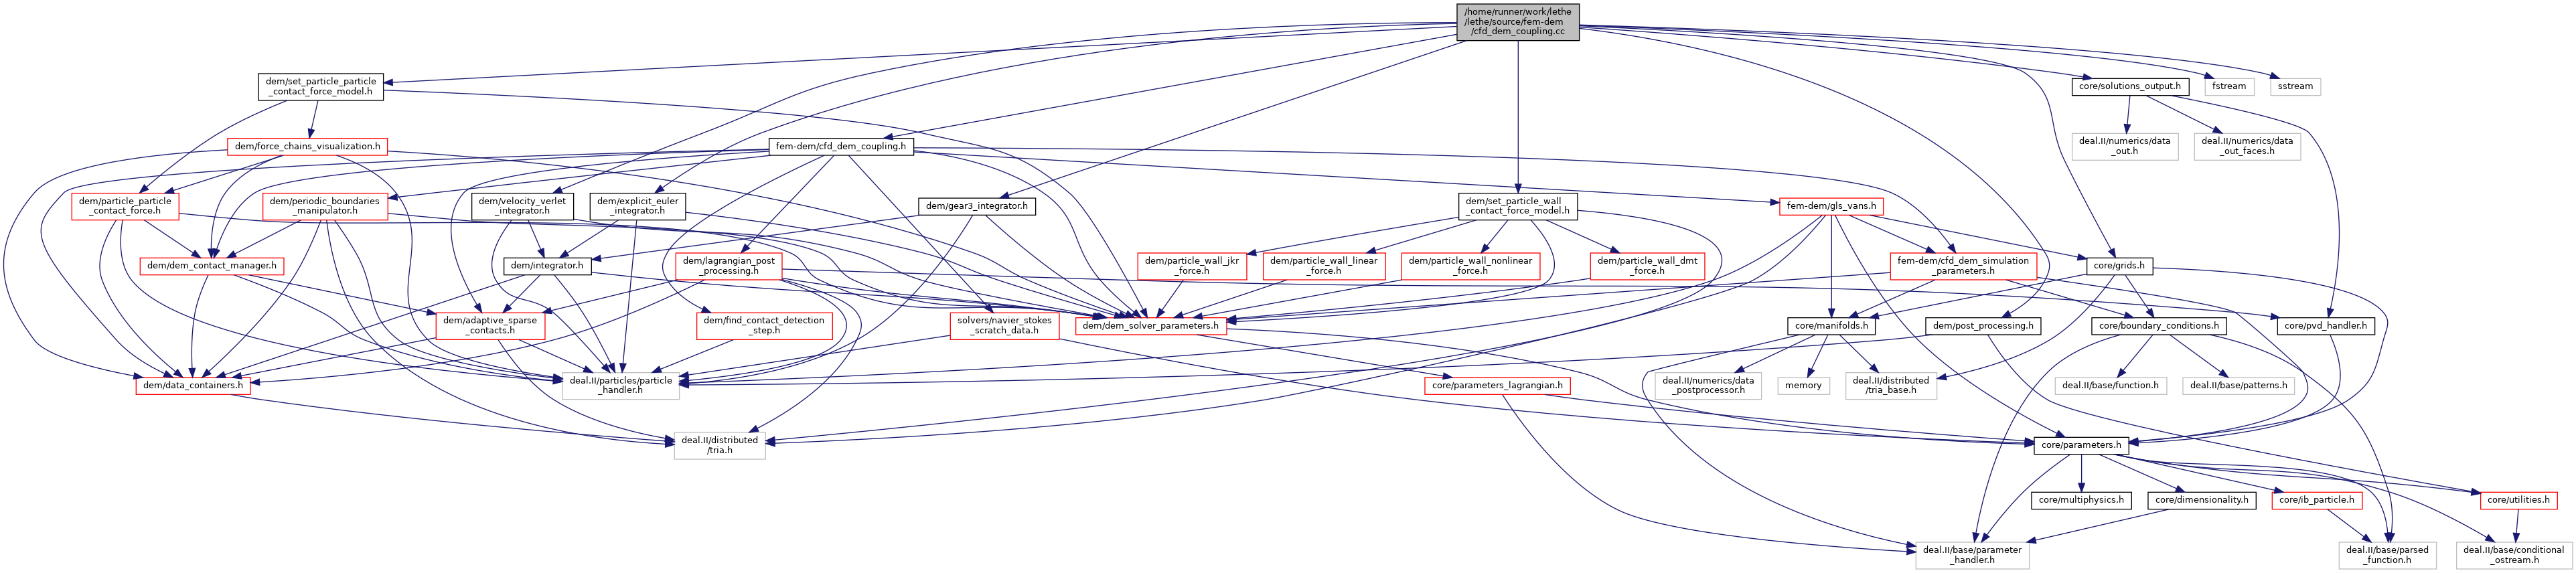 /home/runner/work/lethe
/lethe/source/fem-dem
/cfd_dem_coupling.cc
dem/set_particle_particle
_contact_force_model.h
core/solutions_output.h
fstream
sstream
dem/force_chains_visualization.h
fem-dem/cfd_dem_coupling.h
deal.II/numerics/data
_out.h
deal.II/numerics/data
_out_faces.h
dem/particle_particle
_contact_force.h
dem/periodic_boundaries
_manipulator.h
dem/velocity_verlet
_integrator.h
dem/explicit_euler
_integrator.h
dem/gear3_integrator.h
dem/set_particle_wall
_contact_force_model.h
fem-dem/gls_vans.h
dem/dem_contact_manager.h
dem/integrator.h
dem/lagrangian_post
_processing.h
dem/particle_wall_jkr
_force.h
dem/particle_wall_linear
_force.h
dem/particle_wall_nonlinear
_force.h
dem/particle_wall_dmt
_force.h
fem-dem/cfd_dem_simulation
_parameters.h
core/grids.h
dem/adaptive_sparse
_contacts.h
dem/find_contact_detection
_step.h
solvers/navier_stokes
_scratch_data.h
dem/dem_solver_parameters.h
core/manifolds.h
dem/post_processing.h
core/boundary_conditions.h
core/pvd_handler.h
dem/data_containers.h
deal.II/particles/particle
_handler.h
core/parameters_lagrangian.h
deal.II/numerics/data
_postprocessor.h
memory
deal.II/distributed
/tria_base.h
deal.II/base/function.h
deal.II/base/patterns.h
deal.II/distributed
/tria.h
core/parameters.h
core/multiphysics.h
core/dimensionality.h
core/ib_particle.h
core/utilities.h
deal.II/base/parameter
_handler.h
deal.II/base/parsed
_function.h
deal.II/base/conditional
_ostream.h